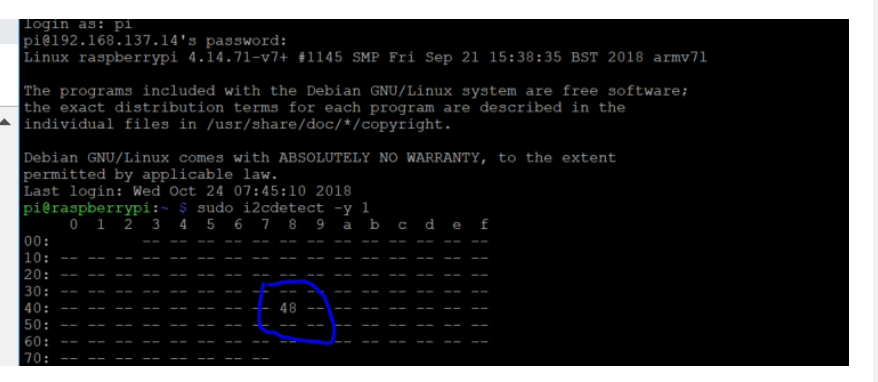 login as: pi
pi@192.168.137.14's password:
Linux raspberrypi 4.14.71-v7+ #1145 SMP Fri Sep 21 15:38:35 BST 2018 armv7l
The programs included with the Debian GNU/Linux system are free software;
the exact distribution terms for each program are described in the
individual files in /usr/share/doc/*/copyright.
Debian GNU/Linux comes with ABSOLUTELY NO WARRANTY, to the extent
permitted by applicable law.
Last login: Wed Oct 24 07:45:10 2018
pi@raspberrypi:~ $ sudo i2cdetect -y 1
     0  1  2  3  4  5  6  7  8  9  a  b  c  d  e  f
00:          -- -- -- -- -- -- -- -- -- -- -- -- --
10: -- -- -- -- -- -- -- -- -- -- -- -- -- -- -- --
20: -- -- -- -- -- -- -- -- -- -- -- -- -- -- -- --
30: -- -- -- -- -- -- -- -- -- -- -- -- -- -- -- --
40: -- -- -- -- -- -- -- -- 48 -- -- -- -- -- -- --
50: -- -- -- -- -- -- -- -- -- -- -- -- -- -- -- --
60: -- -- -- -- -- -- -- -- -- -- -- -- -- -- -- --
70: -- -- -- -- -- -- -- --